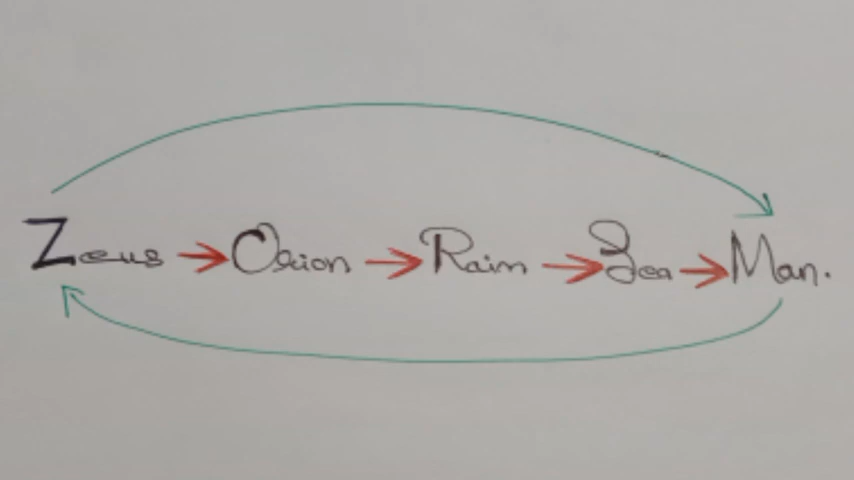 Zeus → Orion → Rain → Sea → Man.